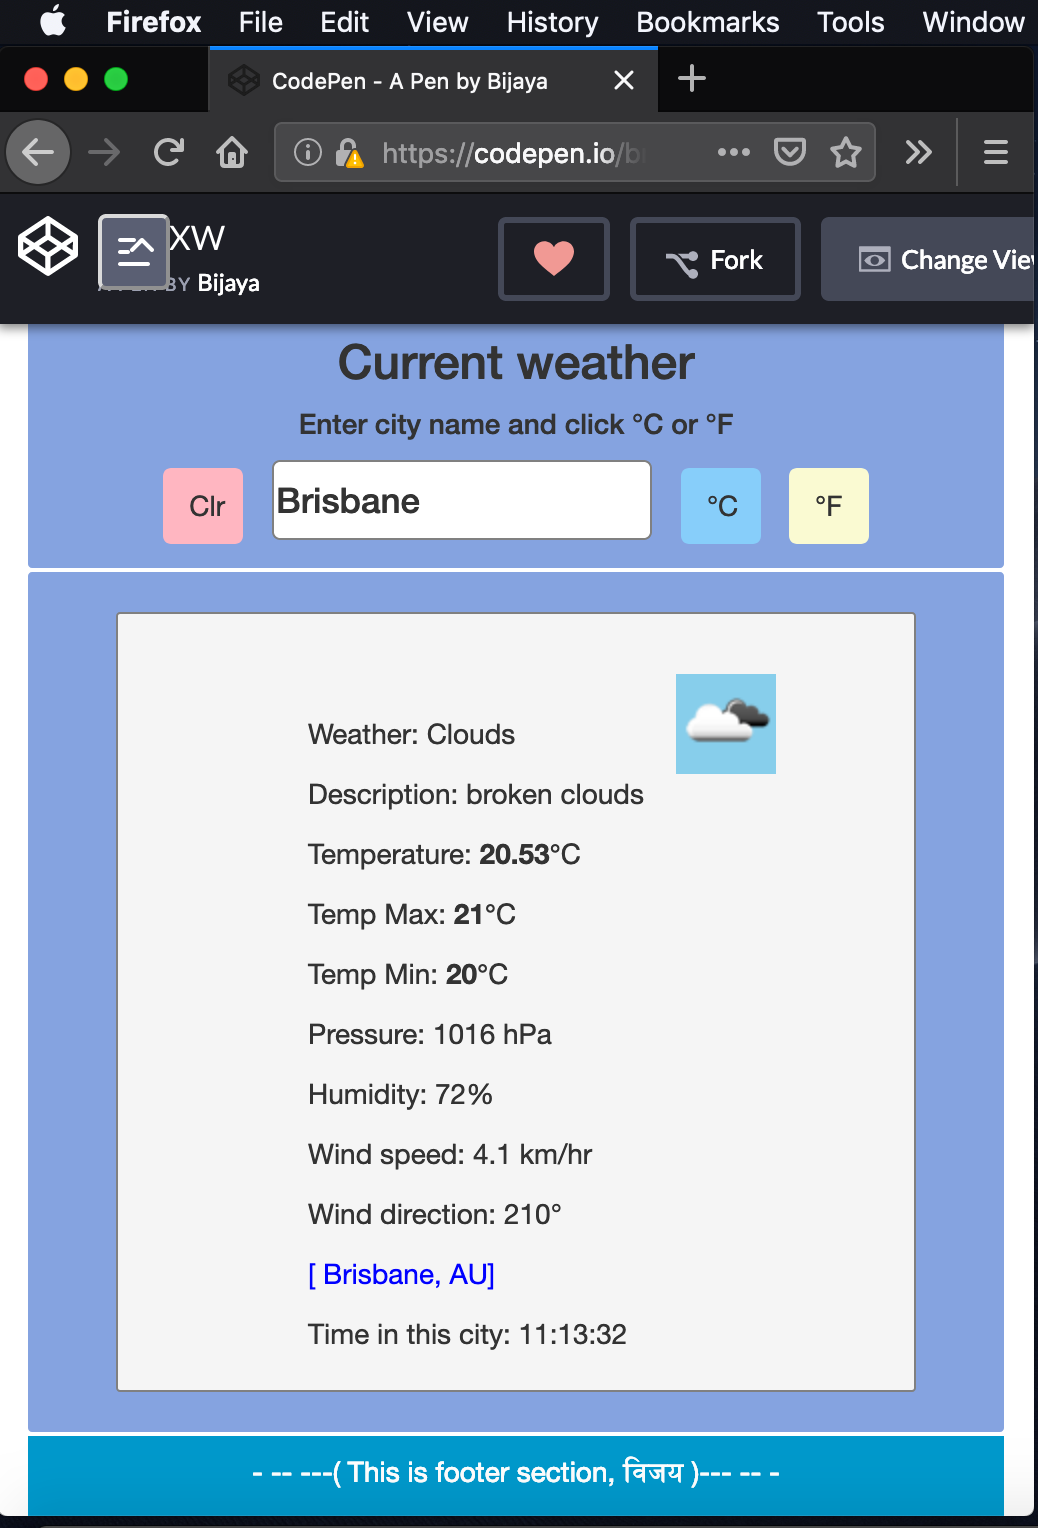 Firefox File Edit View History Bookmarks Tools Window
CodePen - A Pen by Bijaya
https://codepen.io/b
XW
BY Bijaya
Fork
Change Vie
Current weather
Enter city name and click °C or °F
Clr Brisbane °C °F
Weather: Clouds
Description: broken clouds
Temperature: 20.53°C
Temp Max: 21°C
Temp Min: 20°C
Pressure: 1016 hPa
Humidity: 72%
Wind speed: 4.1 km/hr
Wind direction: 210°
[ Brisbane, AU]
Time in this city: 11:13:32
- -- ---( This is footer section, विजय )--- -- -